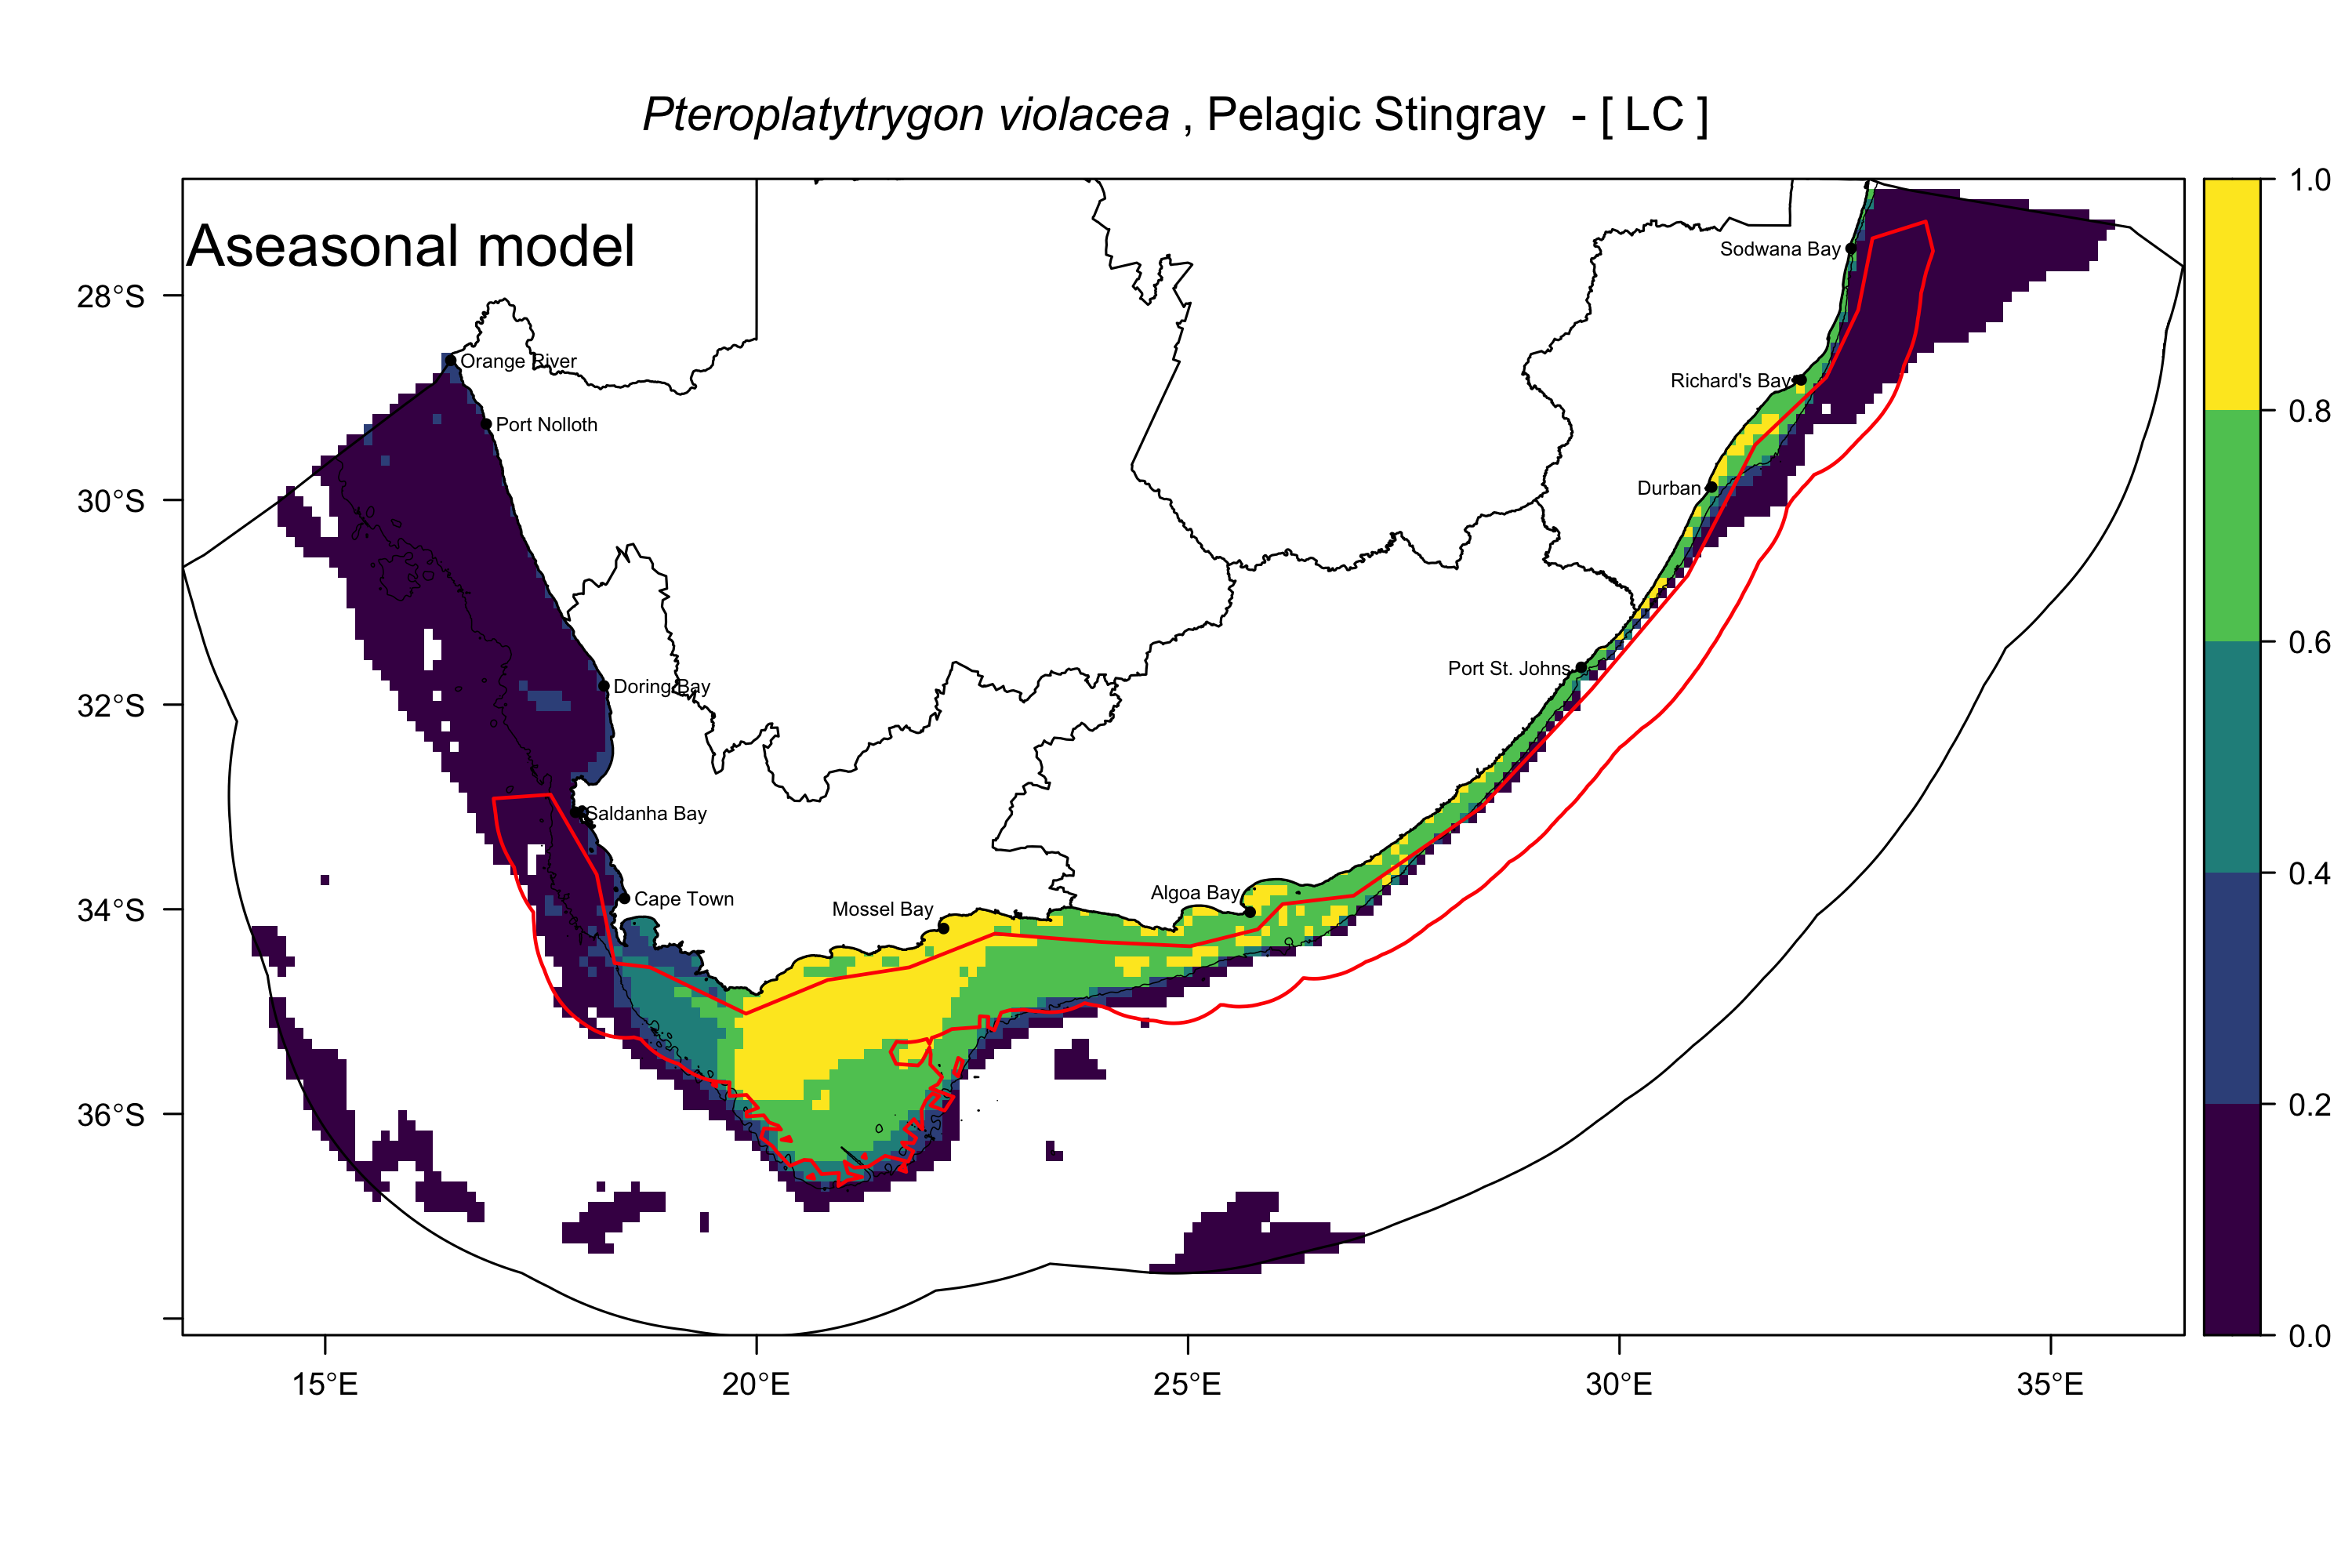 Pteroplatytrygon violacea , Pelagic Stingray - [ LC ]
Aseasonal model
1.0
0.8
0.6
0.4
0.2
0.0
28°S
30°S
32°S
34°S
36°S
Sodwana Bay
Orange River
Richard's Bay
Port Nolloth
Durban
Port St. Johns
Doring Bay
Saldanha Bay
Cape Town
Algoa Bay
Mossel Bay
15°E
20°E
25°E
30°E
35°E